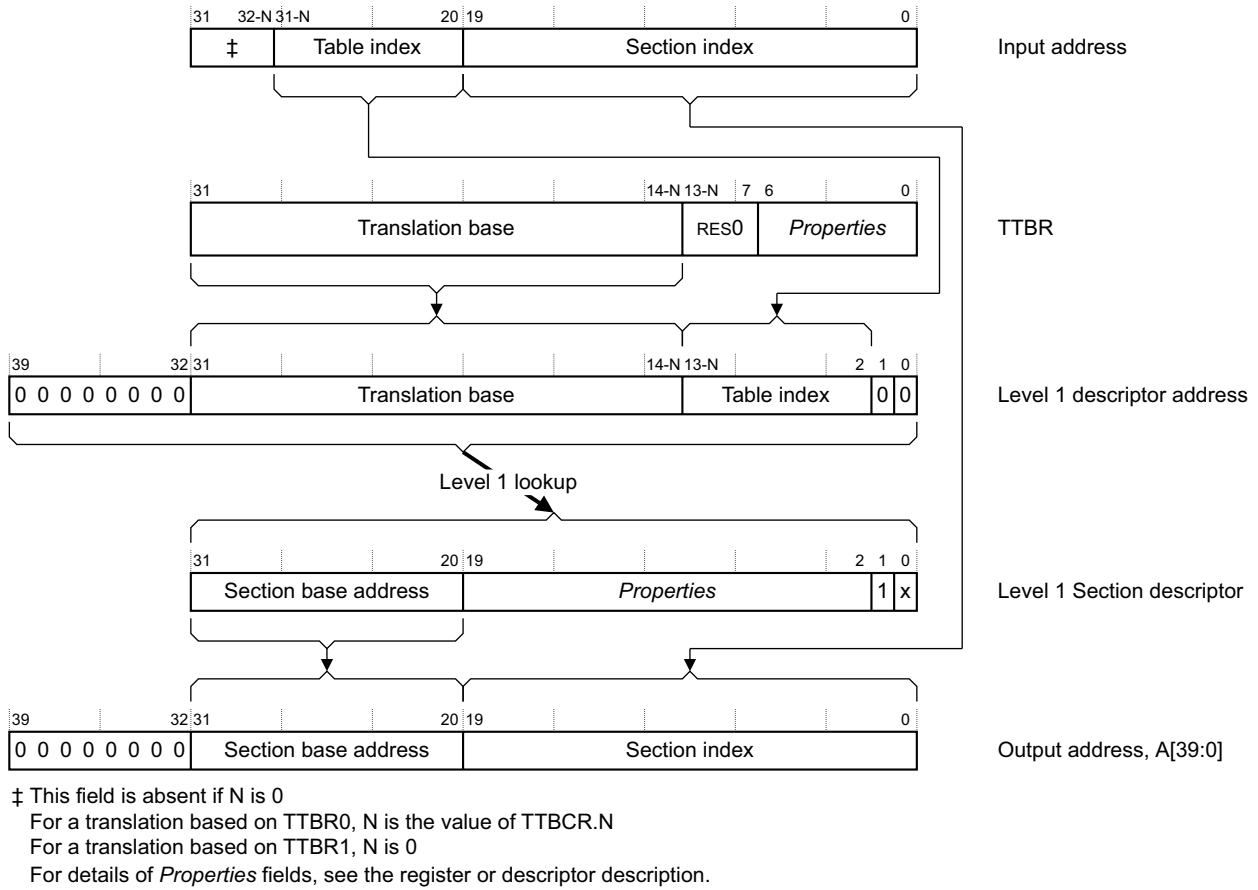 31 32-N 31-N 20 19 0
‡ Table index Section index Input address
31 14-N 13-N 7 6 0
Translation base RES0 Properties TTBR
39 32 31 14-N 13-N 2 1 0
0 0 0 0 0 0 0 0 Translation base Table index 0 0 Level 1 descriptor address
Level 1 lookup
31 20 19 2 1 0
Section base address Properties 1 x Level 1 Section descriptor
39 32 31 20 19 0
0 0 0 0 0 0 0 0 Section base address Section index Output address, A[39:0]
‡ This field is absent if N is 0
For a translation based on TTBR0, N is the value of TTBCR.N
For a translation based on TTBR1, N is 0
For details of Properties fields, see the register or descriptor description.